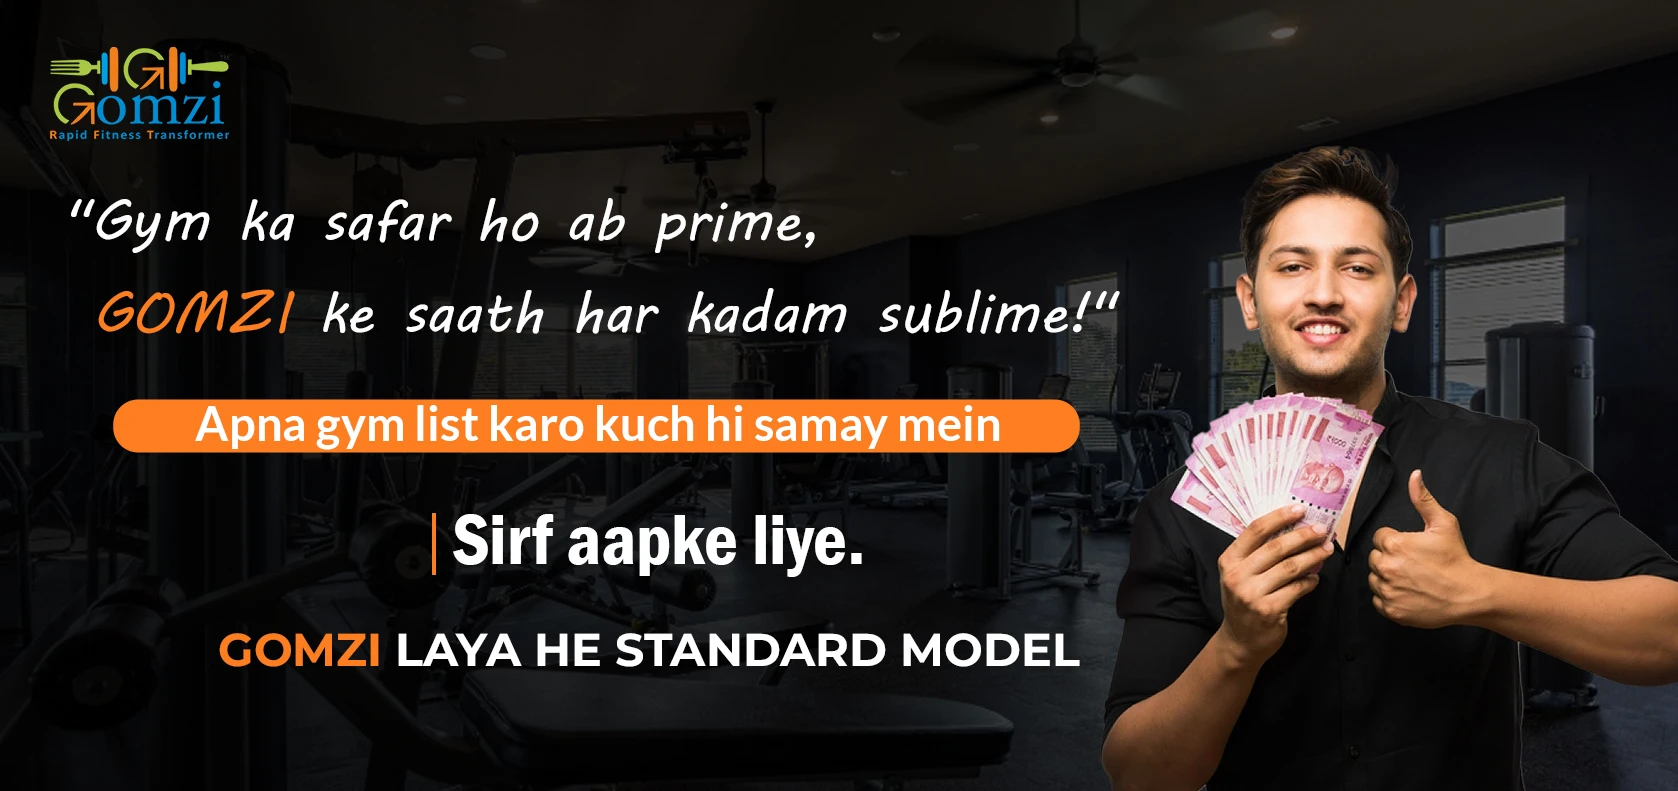 Gomzi
Rapid Fitness Transformer
“Gym ka safar ho ab prime,
GOMZI ke saath har kadam sublime!“
Apna gym list karo kuch hi samay mein
Sirf aapke liye.
GOMZI LAYA HE STANDARD MODEL